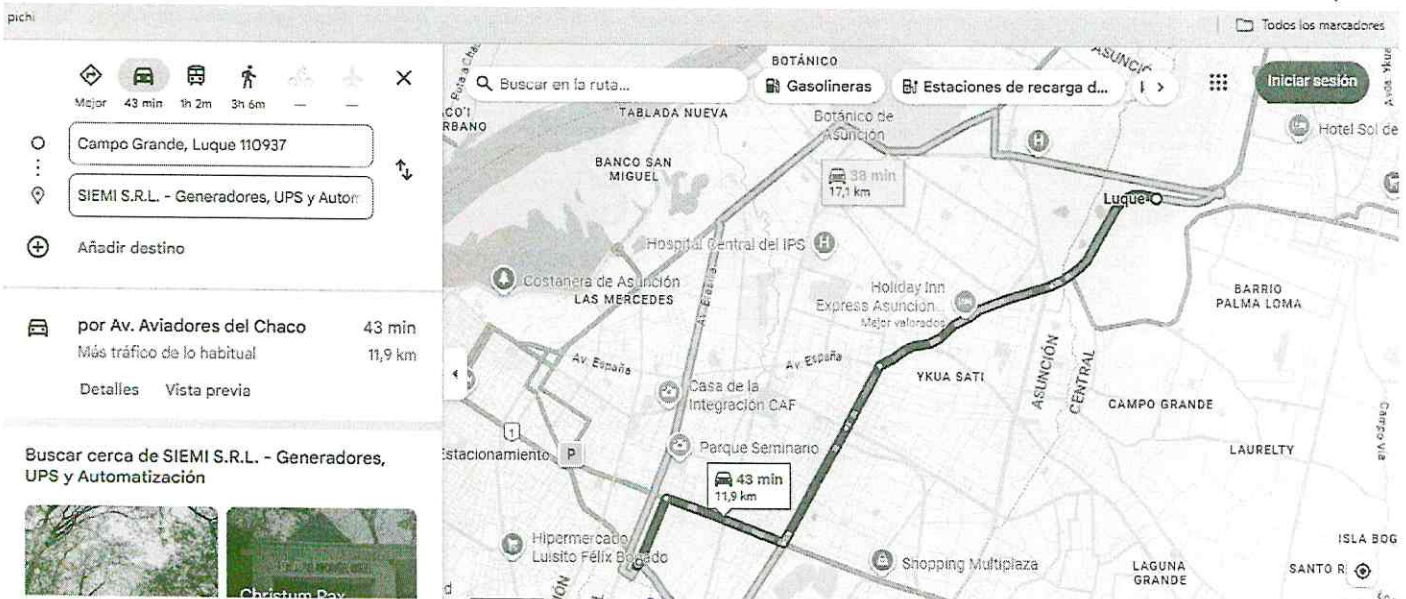 pichi
Todos los marcadores
Mejor
43 min
1h 2m
3h 6m
Campo Grande, Luque 110937
SIEMI S.R.L. - Generadores, UPS y Autom
Añadir destino
por Av. Aviadores del Chaco
43 min
Más tráfico de lo habitual
11,9 km
Detalles
Vista previa
Buscar cerca de SIEMI S.R.L. - Generadores,
UPS y Automatización
Christum Pax
Buscar en la ruta...
Gasolineras
Estaciones de recarga d...
Iniciar sesión
BOTÁNICO
ASUNCIÓN
TABLADA NUEVA
Botánico de
Asunción
Hotel Sol de
BANCO SAN
MIGUEL
38 min
17,1 km
Luque
Hospital Central del IPS
Costanera de Asunción
LAS MERCEDES
Av. Artigas
Holiday Inn
Express Asunción...
Mejor valorados
BARRIO
PALMA LOMA
Av. España
Av. España
YKUA SATI
ASUNCIÓN
CENTRAL
Casa de la
Integración CAF
CAMPO GRANDE
Campo Vía
1
Estacionamiento
P
Parque Seminario
LAURELTY
43 min
11,9 km
Hipermercado
Luisito Félix Bogado
Shopping Multiplaza
ISLA BOG
LAGUNA
GRANDE
SANTO R